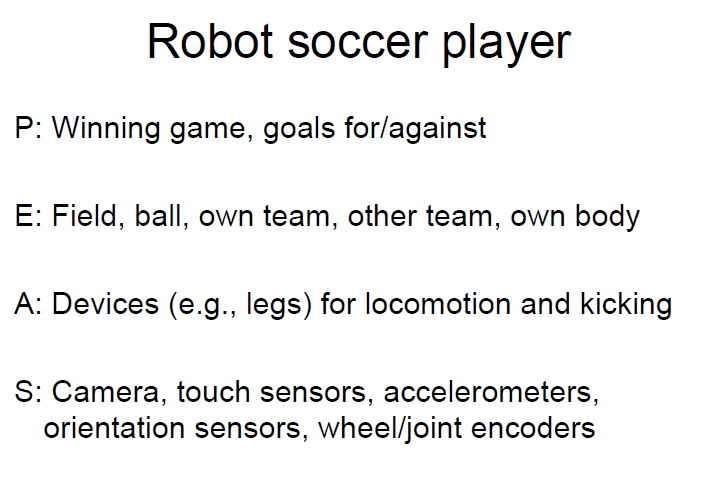 Robot soccer player
P: Winning game, goals for/against
E: Field, ball, own team, other team, own body
A: Devices (e.g., legs) for locomotion and kicking
S: Camera, touch sensors, accelerometers,
orientation sensors, wheel/joint encoders